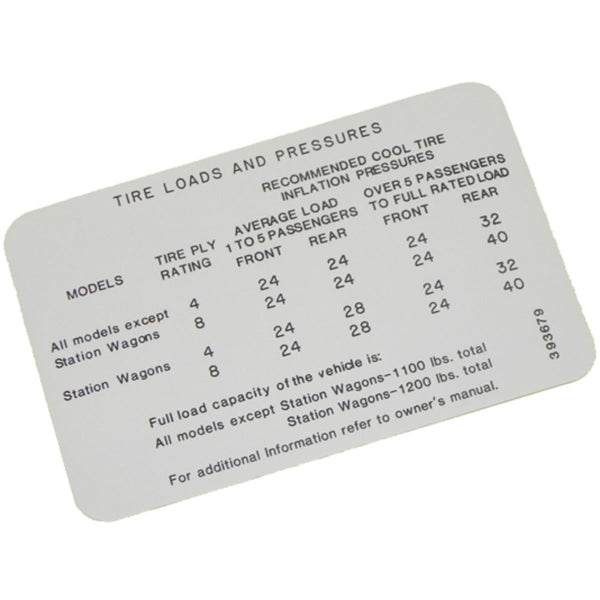 TIRE LOADS AND PRESSURES
RECOMMENDED COOL TIRE
INFLATION PRESSURES
MODELS
TIRE PLY
RATING
AVERAGE LOAD
1 TO 5 PASSENGERS
FRONT REAR
OVER 5 PASSENGERS
TO FULL RATED LOAD
FRONT REAR
All models except 4 24 24 24 32
Station Wagons 8 24 24 24 40
Station Wagons 4 24 28 24 32
8 24 28 24 40
Full load capacity of the vehicle is:
All models except Station Wagons-1100 lbs. total
Station Wagons-1200 lbs. total
For additional Information refer to owner's manual.
393679